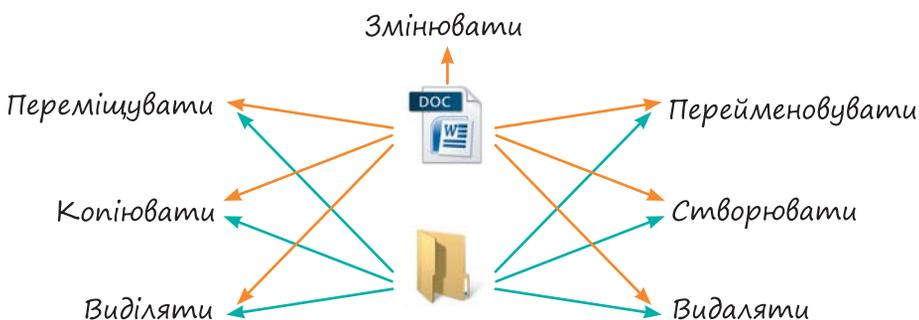 Змінювати
Переміщувати
DOC
W
Перейменовувати
Копіювати
Створювати
Виділяти
Видаляти